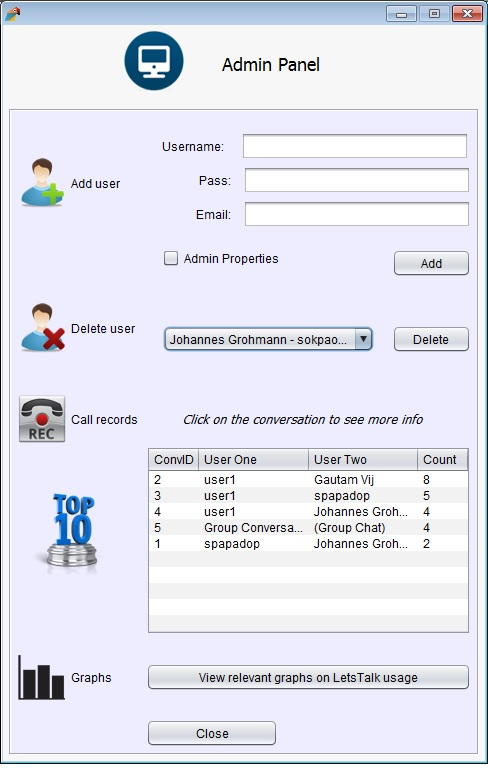 Admin Panel
Username:
Add user
Pass:
Email:
Admin Properties
Add
Delete user
Johannes Grohmann - sokpao...
Delete
REC
Call records
Click on the conversation to see more info
ConvID User One User Two Count
2 user1 Gautam Vij 8
3 user1 spapadop 5
4 user1 Johannes Groh... 4
5 Group Conversa... (Group Chat) 4
1 spapadop Johannes Groh... 2
TOP
10
Graphs
View relevant graphs on LetsTalk usage
Close